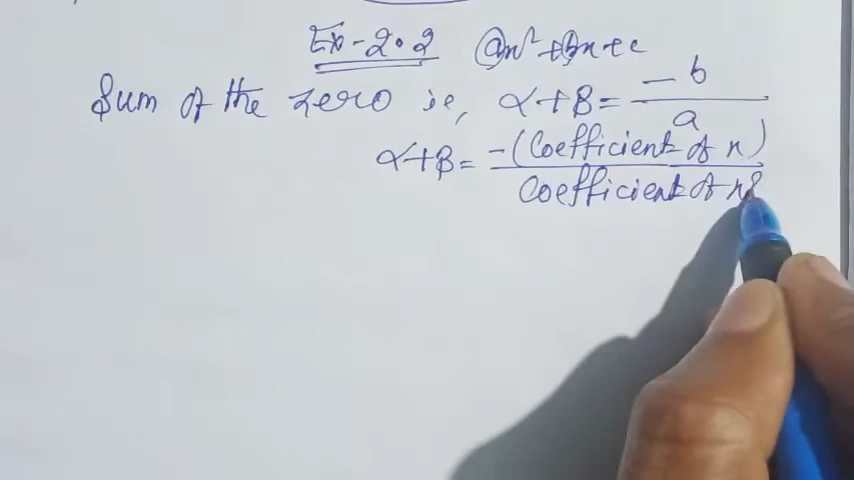 Ex-2.2 ax² + bx + c
Sum of the zero ie, α+β = -b/a
α+β = -(Coefficient of x)/Coefficient of x²